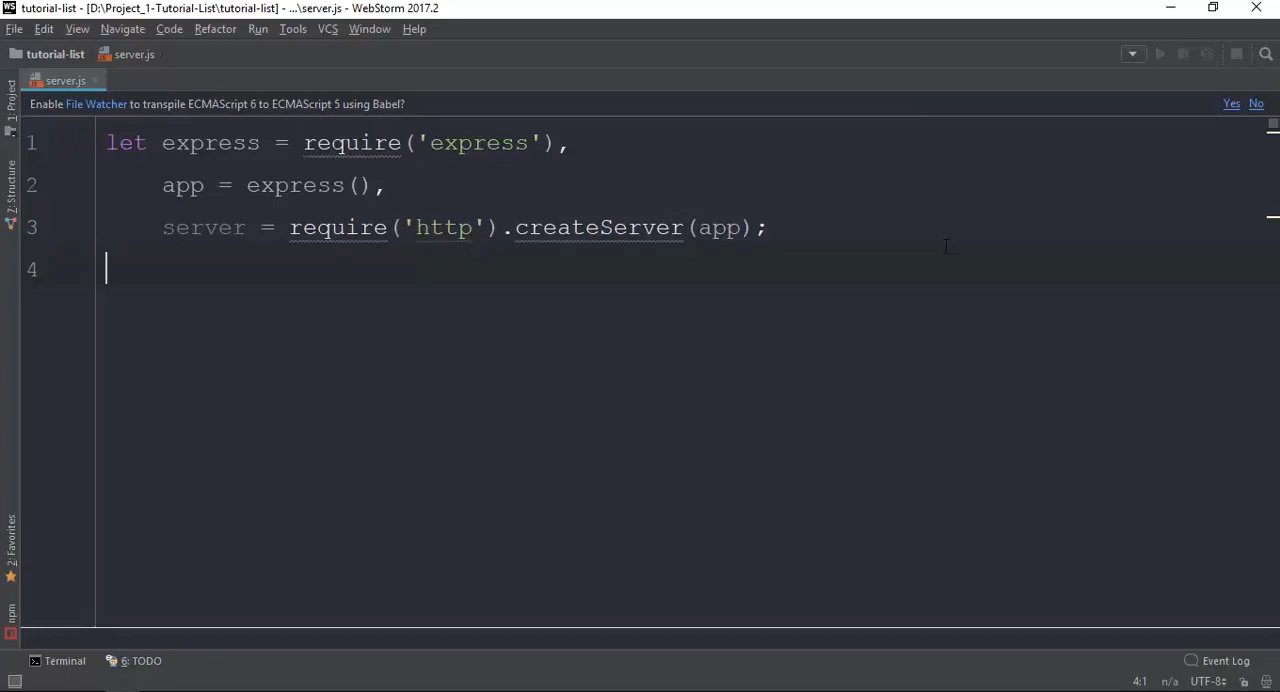 WS tutorial-list - [D:\Project_1-Tutorial-List\tutorial-list] - ...\server.js - WebStorm 2017.2
File Edit View Navigate Code Refactor Run Tools VCS Window Help
tutorial-list server.js
server.js
Enable File Watcher to transpile ECMAScript 6 to ECMAScript 5 using Babel? Yes No
1: Project
7: Structure
2: Favorites
npm
1 let express = require('express'),
2 app = express(),
3 server = require('http').createServer(app);
4
Terminal 6: TODO Event Log
4:1 n/a UTF-8